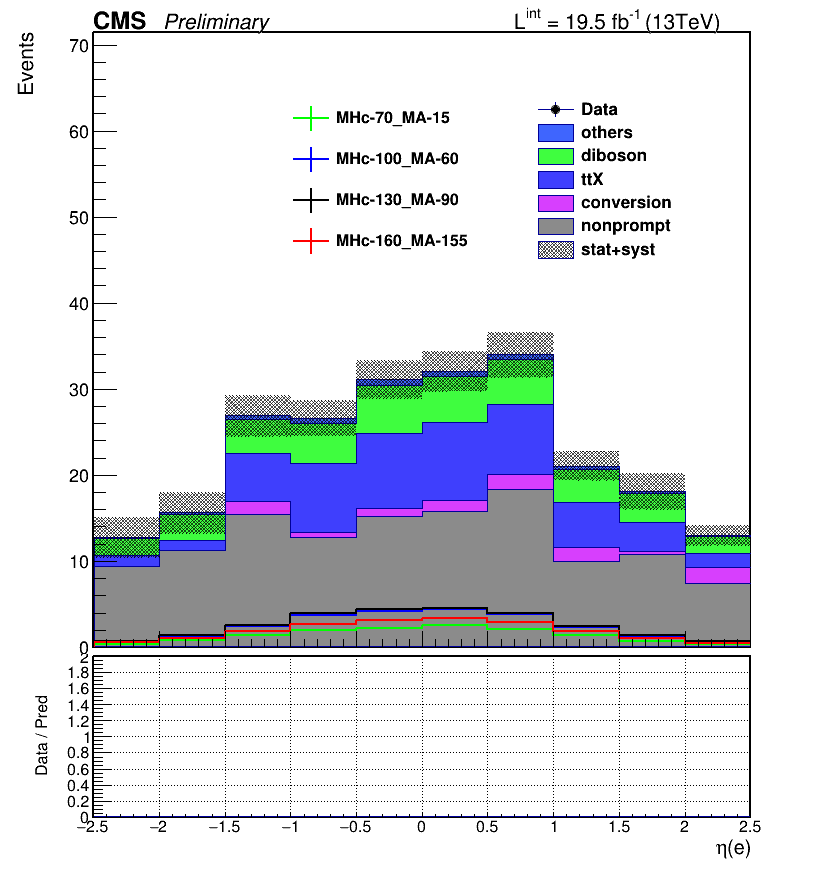 CMS Preliminary L^int = 19.5 fb^-1 (13TeV)
Events
70
60
50
40
30
20
10
0
MHc-70_MA-15
MHc-100_MA-60
MHc-130_MA-90
MHc-160_MA-155
Data
others
diboson
ttX
conversion
nonprompt
stat+syst
Data / Pred
2
1.8
1.6
1.4
1.2
1
0.8
0.6
0.4
0.2
0
−2.5 −2 −1.5 −1 −0.5 0 0.5 1 1.5 2 2.5
η(e)